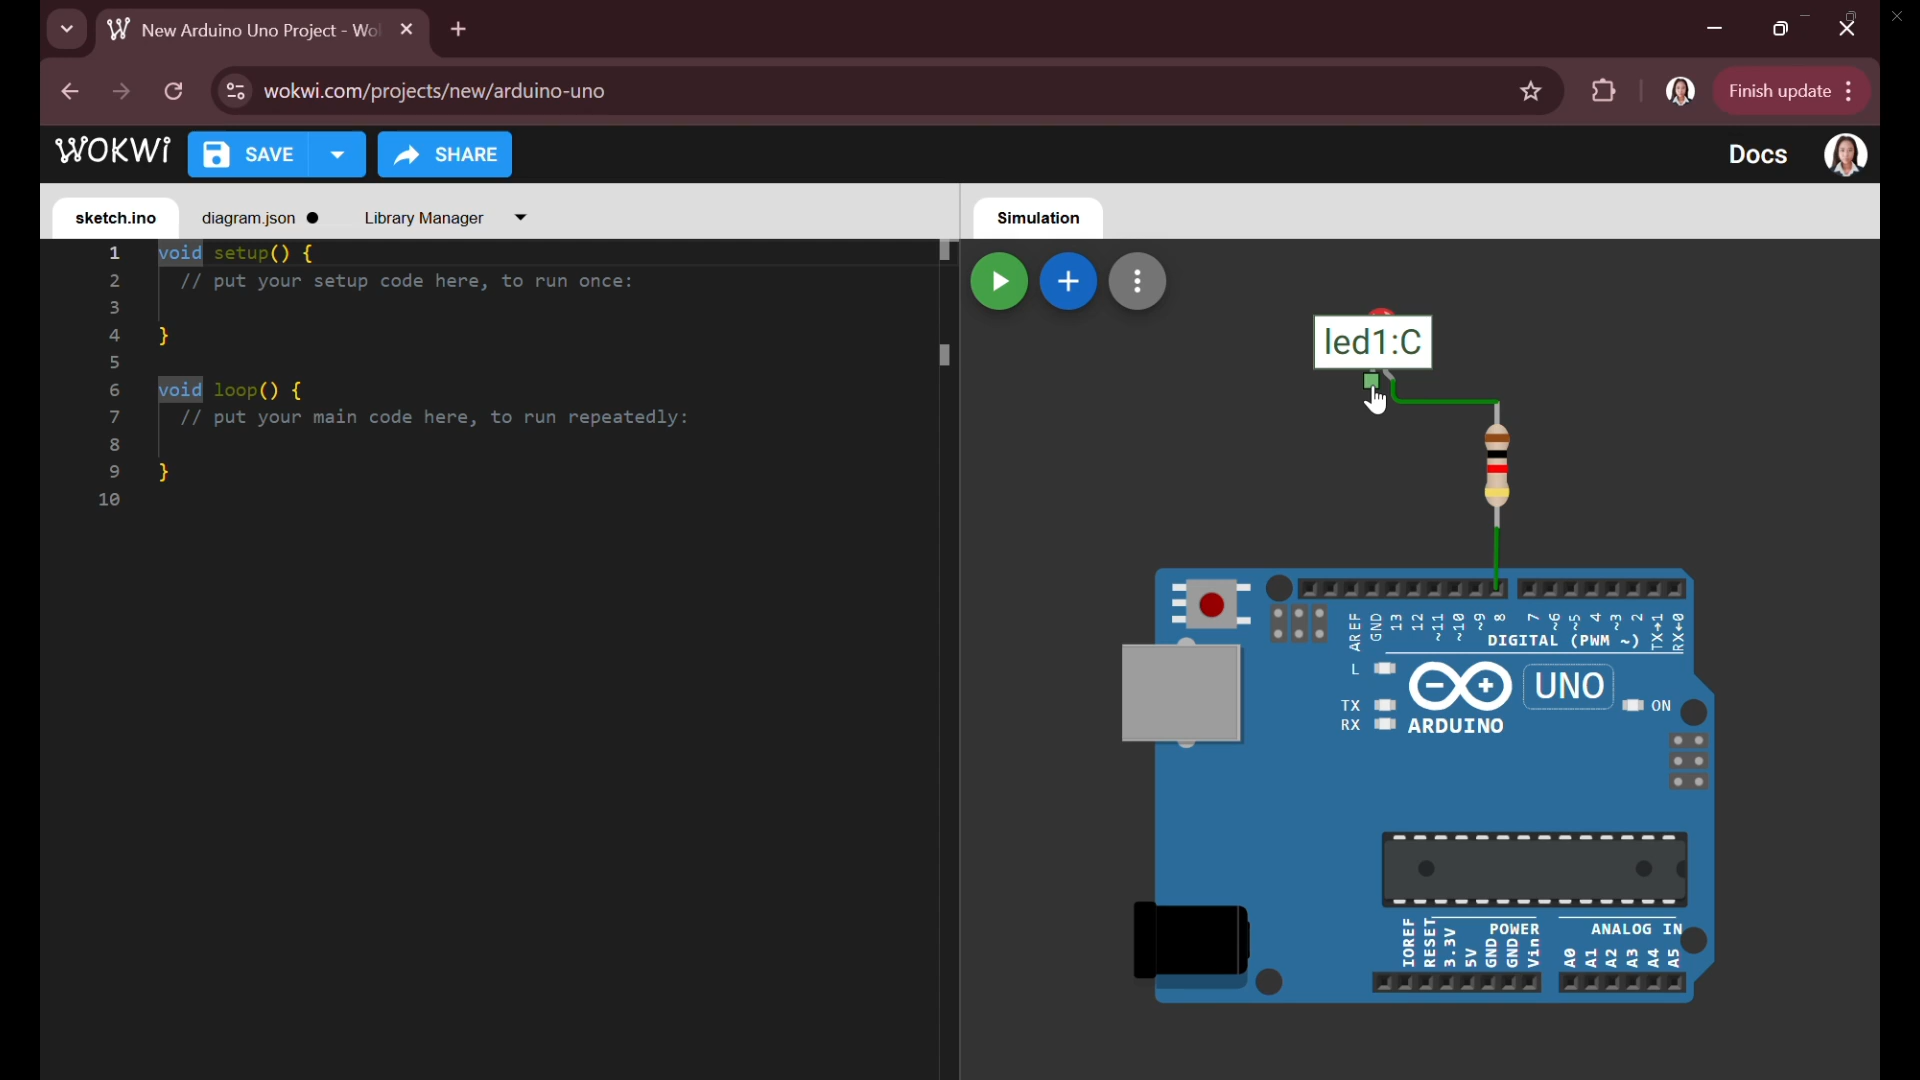 New Arduino Uno Project - Wo
wokwi.com/projects/new/arduino-uno
Finish update
WOKWI
SAVE
SHARE
Docs
sketch.ino
diagram.json
Library Manager
Simulation
1 void setup() {
2 // put your setup code here, to run once:
3
4 }
5
6 void loop() {
7 // put your main code here, to run repeatedly:
8
9 }
10
led1:C
AREF
GND
13
12
~11
~10
~9
8
7
~6
~5
4
~3
2
TX→1
RX←0
DIGITAL (PWM ~)
L
TX
RX
UNO
ON
ARDUINO
IOREF
RESET
3.3V
5V
GND
GND
Vin
POWER
ANALOG IN
A0
A1
A2
A3
A4
A5